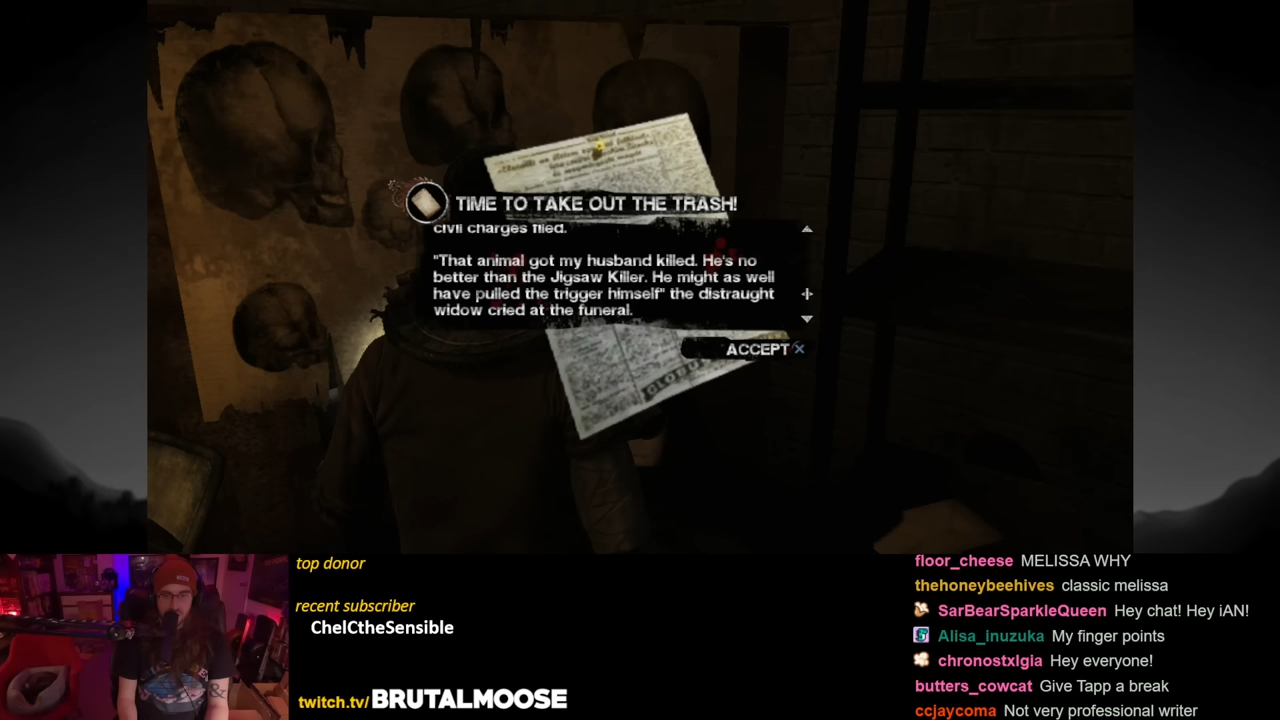 TIME TO TAKE OUT THE TRASH!
civil charges filed.
"That animal got my husband killed. He's no
better than the Jigsaw Killer. He might as well
have pulled the trigger himself" the distraught
widow cried at the funeral.
ACCEPT
top donor
recent subscriber
ChelCtheSensible
twitch.tv/BRUTALMOOSE
floor_cheese MELISSA WHY
thehoneybeehives classic melissa
SarBearSparkleQueen Hey chat! Hey iAN!
Alisa_inuzuka My finger points
chronostxlgia Hey everyone!
butters_cowcat Give Tapp a break
ccjaycoma Not very professional writer